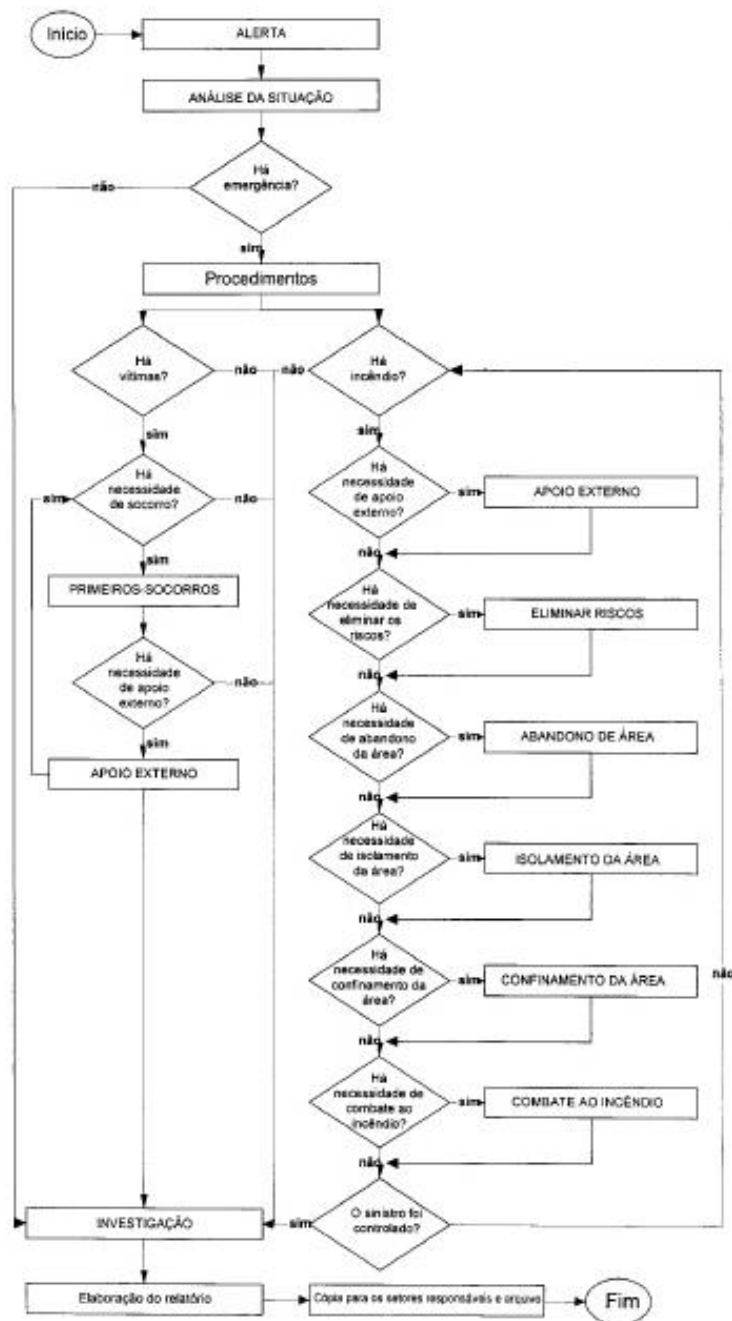 Início
ALERTA
ANÁLISE DA SITUAÇÃO
Há
emergência?
não
sim
Procedimentos
Há
vítimas?
não
não
Há
incêndio?
sim
sim
Há
necessidade
de socorro?
sim
não
Há
necessidade
de apoio
externo?
sim
APOIO EXTERNO
sim
não
PRIMEIROS-SOCORROS
Há
necessidade de
eliminar os
riscos?
ELIMINAR RISCOS
Há
necessidade
de apoio
externo?
não
não
sim
Há
necessidade
de abandono
da área?
sim
ABANDONO DE ÁREA
APOIO EXTERNO
não
Há
necessidade
de isolamento
da área?
sim
ISOLAMENTO DA ÁREA
não
Há
necessidade de
confinamento da
área?
sim
CONFINAMENTO DA ÁREA
não
não
Há
necessidade de
combate ao
incêndio?
sim
COMBATE AO INCÊNDIO
não
INVESTIGAÇÃO
sim
O sinistro foi
controlado?
Elaboração do relatório
Cópia para os setores responsáveis e arquivo
Fim